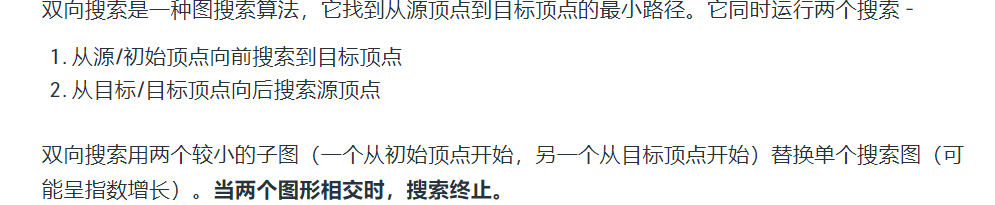 双向搜索是一种图搜索算法，它找到从源顶点到目标顶点的最小路径。它同时运行两个搜索 -
1. 从源/初始顶点向前搜索到目标顶点
2. 从目标/目标顶点向后搜索源顶点
双向搜索用两个较小的子图（一个从初始顶点开始，另一个从目标顶点开始）替换单个搜索图（可
能呈指数增长）。当两个图形相交时，搜索终止。